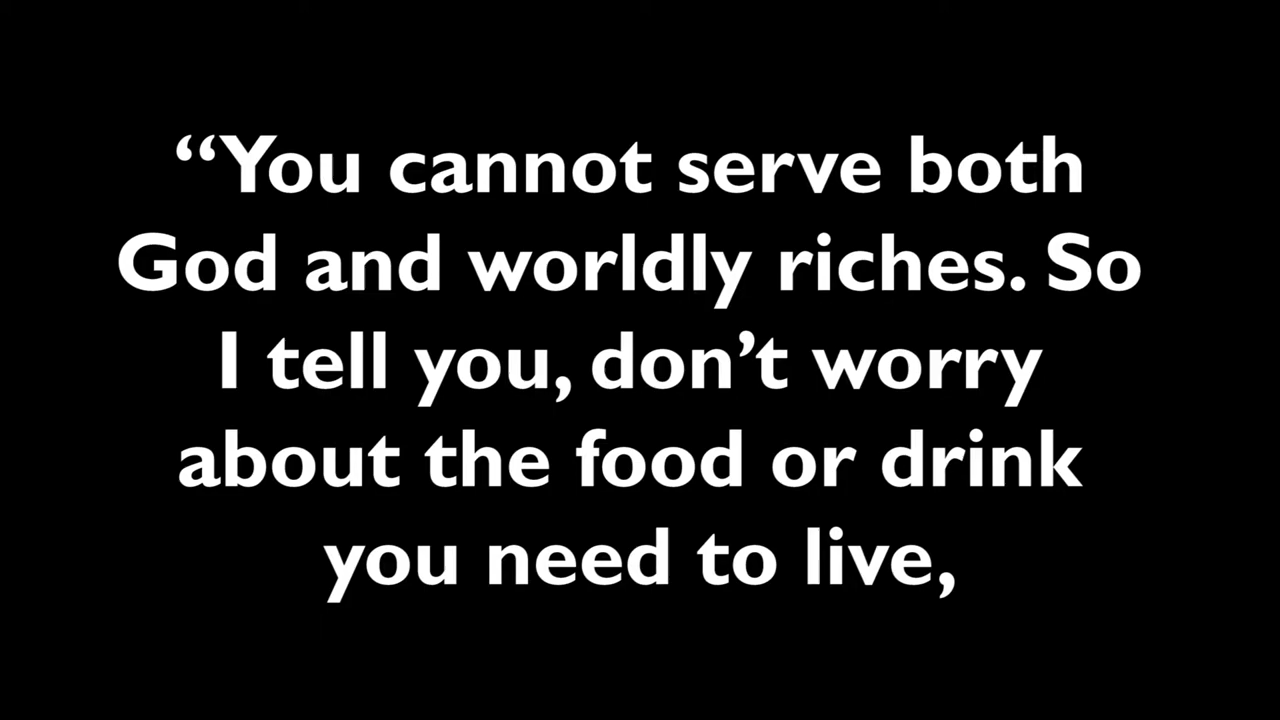 “You cannot serve both
God and worldly riches. So
I tell you, don’t worry
about the food or drink
you need to live,